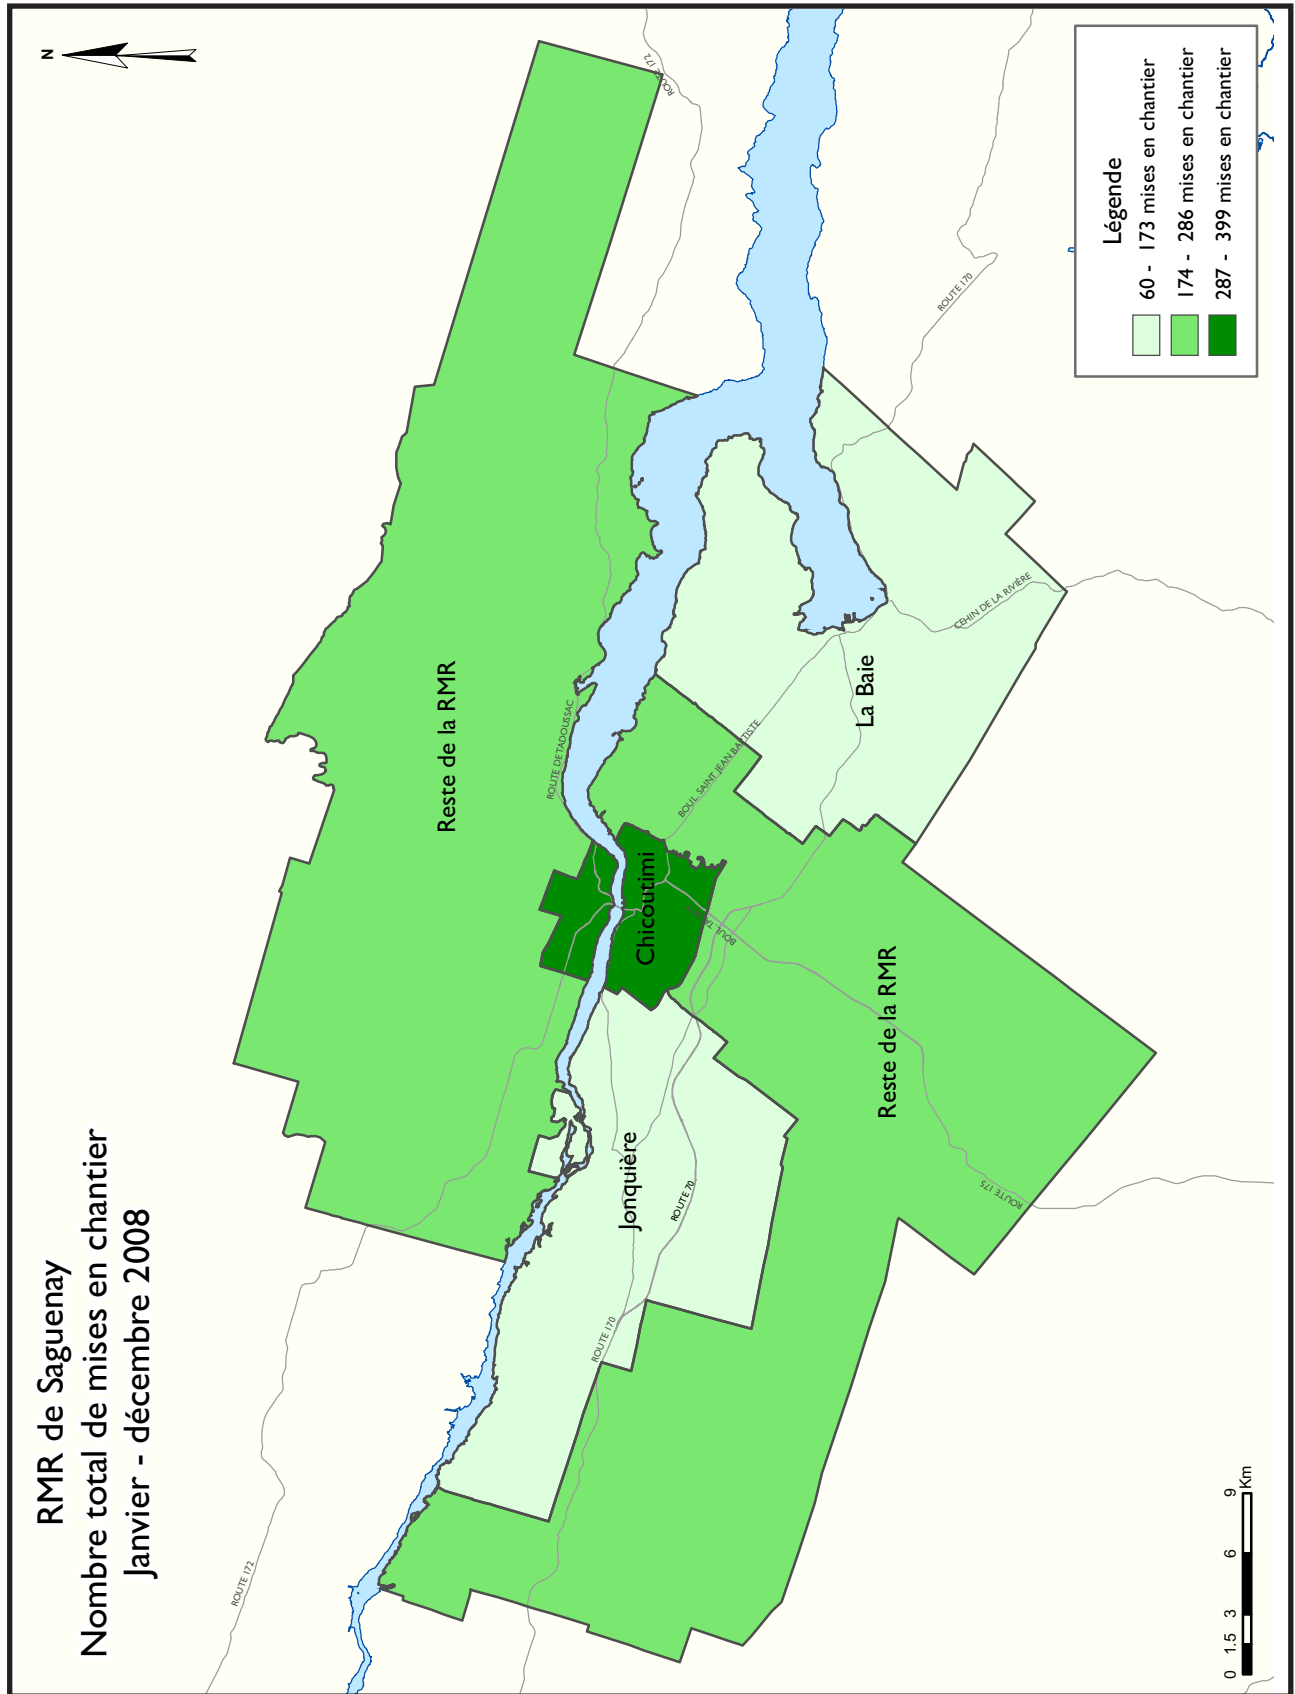 RMR de Saguenay
Nombre total de mises en chantier
Janvier - décembre 2008
N
ROUTE 172
ROUTE 172
Reste de la RMR
ROUTE DE TADOUSSAC
Chicoutimi
BOUL. SAINT JEAN BAPTISTE
BOUL. TA
Jonquière
ROUTE 70
ROUTE 170
ROUTE 170
La Baie
CEHIN DE LA RIVIÈRE
Reste de la RMR
ROUTE 175
Légende
60 - 173 mises en chantier
174 - 286 mises en chantier
287 - 399 mises en chantier
0 1.5 3 6 9
Km